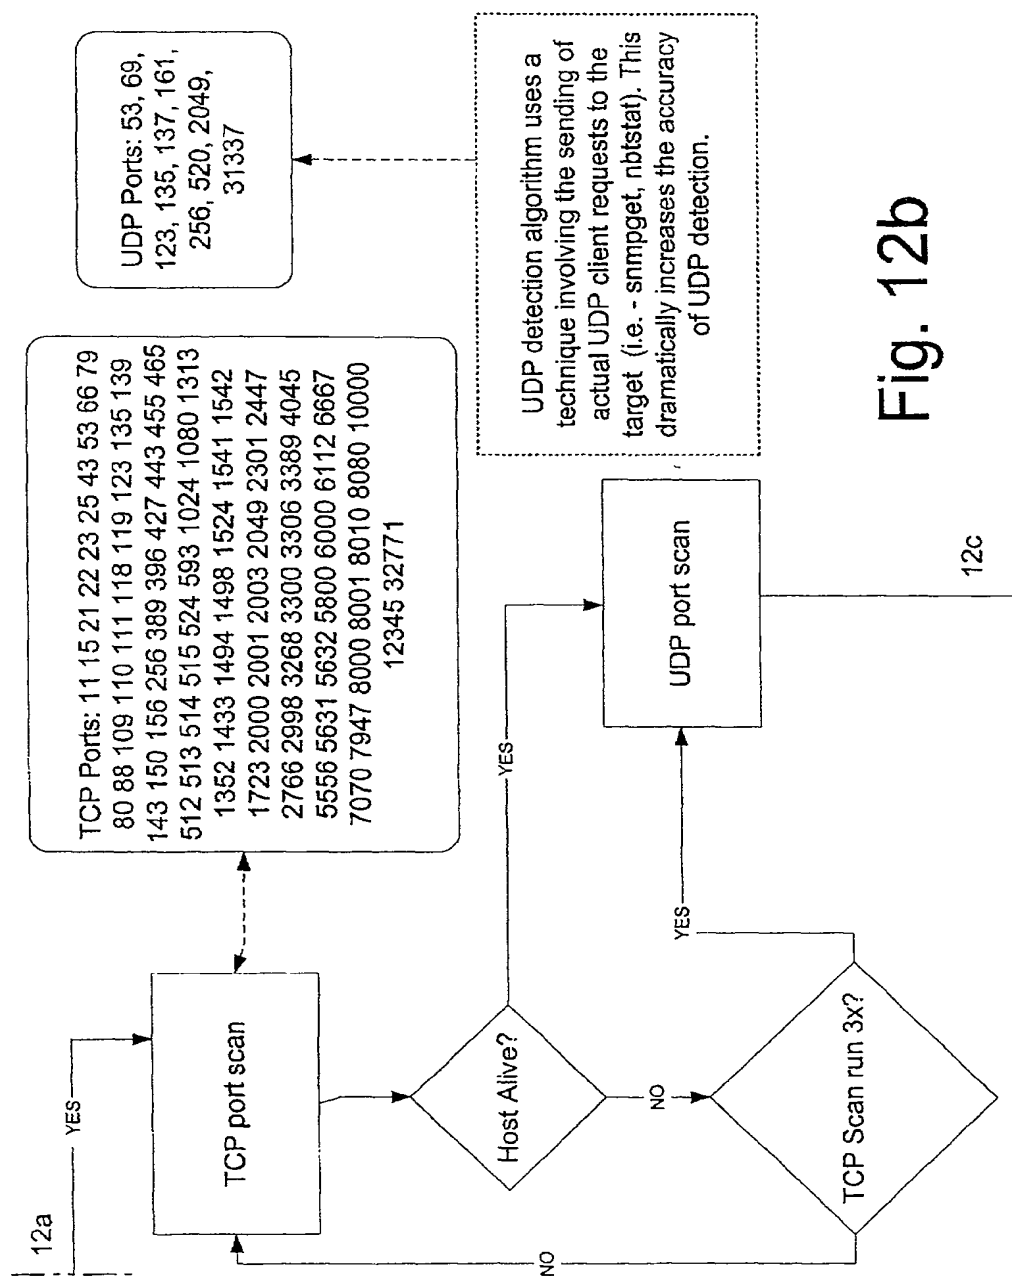 12a
YES
TCP port scan
TCP Ports: 11 15 21 22 23 25 43 53 66 79
80 88 109 110 111 118 119 123 135 139
143 150 156 256 389 396 427 443 455 465
512 513 514 515 524 593 1024 1080 1313
1352 1433 1494 1498 1524 1541 1542
1723 2000 2001 2003 2049 2301 2447
2766 2998 3268 3300 3306 3389 4045
5556 5631 5632 5800 6000 6112 6667
7070 7947 8000 8001 8010 8080 10000
12345 32771
UDP Ports: 53, 69,
123, 135, 137, 161,
256, 520, 2049,
31337
Host Alive?
YES
NO
UDP detection algorithm uses a
technique involving the sending of
actual UDP client requests to the
target (i.e. - snmpget, nbtstat). This
dramatically increases the accuracy
of UDP detection.
TCP Scan run 3x?
YES
NO
UDP port scan
12c
Fig. 12b